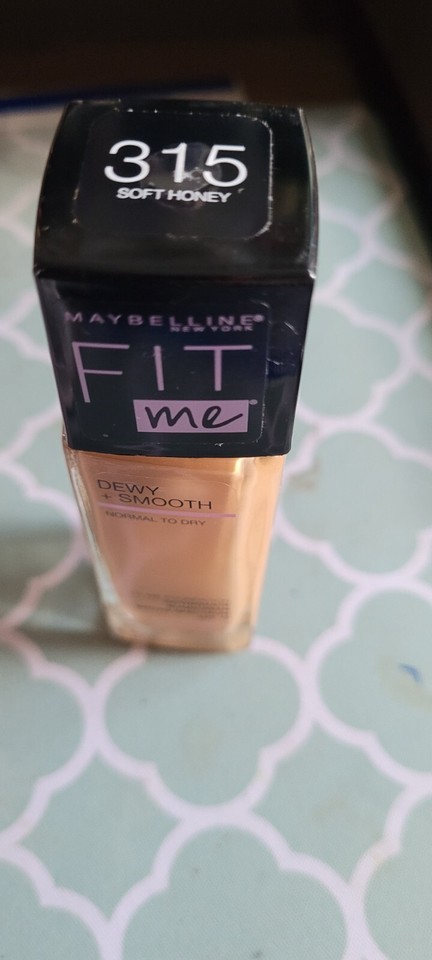 315
SOFT HONEY
MAYBELLINE®
NEW YORK
FIT
me®
DEWY
+ SMOOTH
NORMAL TO DRY